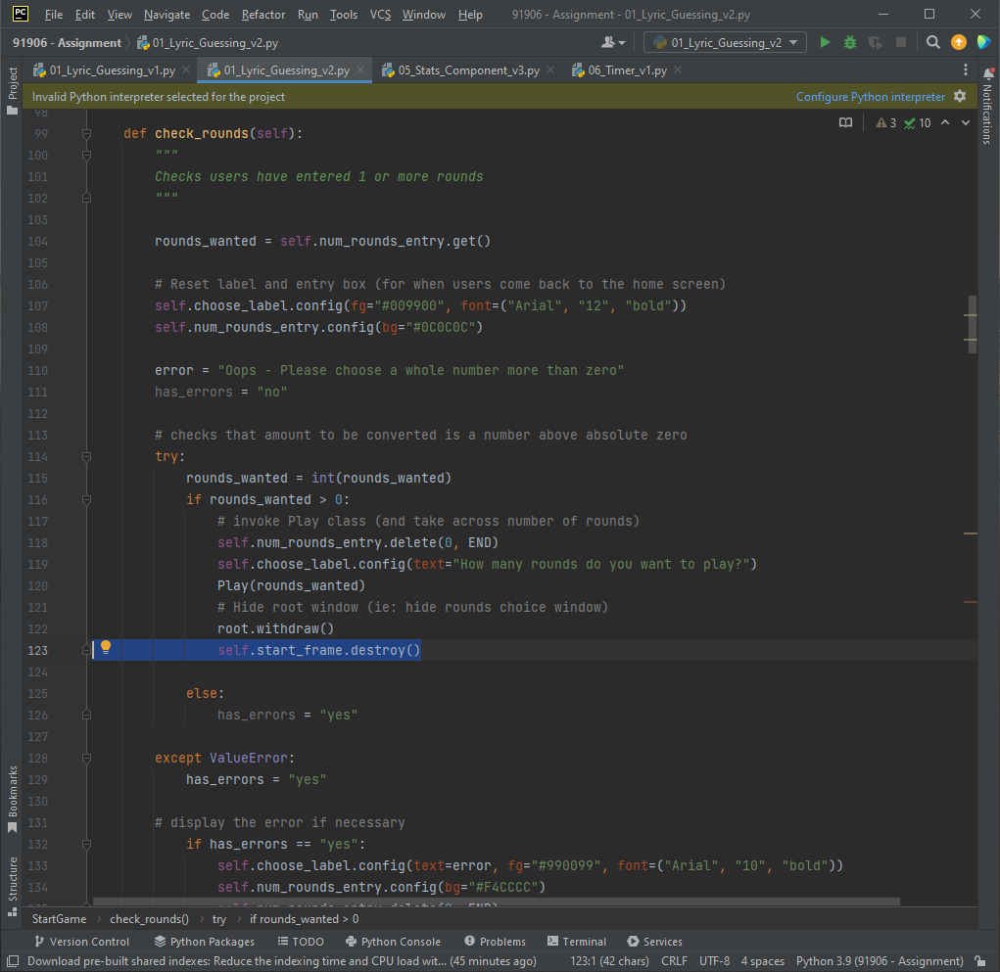 PC File Edit View Navigate Code Refactor Run Tools VCS Window Help 91906 - Assignment - 01_Lyric_Guessing_v2.py
91906 - Assignment 01_Lyric_Guessing_v2.py 01_Lyric_Guessing_v2
01_Lyric_Guessing_v1.py 01_Lyric_Guessing_v2.py 05_Stats_Component_v3.py 06_Timer_v1.py
Invalid Python interpreter selected for the project Configure Python interpreter
Project
Notifications
3 10
98
99 def check_rounds(self):
100 """
101 Checks users have entered 1 or more rounds
102 """
103
104 rounds_wanted = self.num_rounds_entry.get()
105
106 # Reset label and entry box (for when users come back to the home screen)
107 self.choose_label.config(fg="#009900", font=("Arial", "12", "bold"))
108 self.num_rounds_entry.config(bg="#0C0C0C")
109
110 error = "Oops - Please choose a whole number more than zero"
111 has_errors = "no"
112
113 # checks that amount to be converted is a number above absolute zero
114 try:
115 rounds_wanted = int(rounds_wanted)
116 if rounds_wanted > 0:
117 # invoke Play class (and take across number of rounds)
118 self.num_rounds_entry.delete(0, END)
119 self.choose_label.config(text="How many rounds do you want to play?")
120 Play(rounds_wanted)
121 # Hide root window (ie: hide rounds choice window)
122 root.withdraw()
123 self.start_frame.destroy()
124
125 else:
126 has_errors = "yes"
127
128 except ValueError:
129 has_errors = "yes"
130
131 # display the error if necessary
132 if has_errors == "yes":
133 self.choose_label.config(text=error, fg="#990099", font=("Arial", "10", "bold"))
134 self.num_rounds_entry.config(bg="#F4CCCC")
Bookmarks
Structure
StartGame check_rounds() try if rounds_wanted > 0
Version Control Python Packages TODO Python Console Problems Terminal Services
Download pre-built shared indexes: Reduce the indexing time and CPU load wit... (45 minutes ago) 123:1 (42 chars) CRLF UTF-8 4 spaces Python 3.9 (91906 - Assignment)